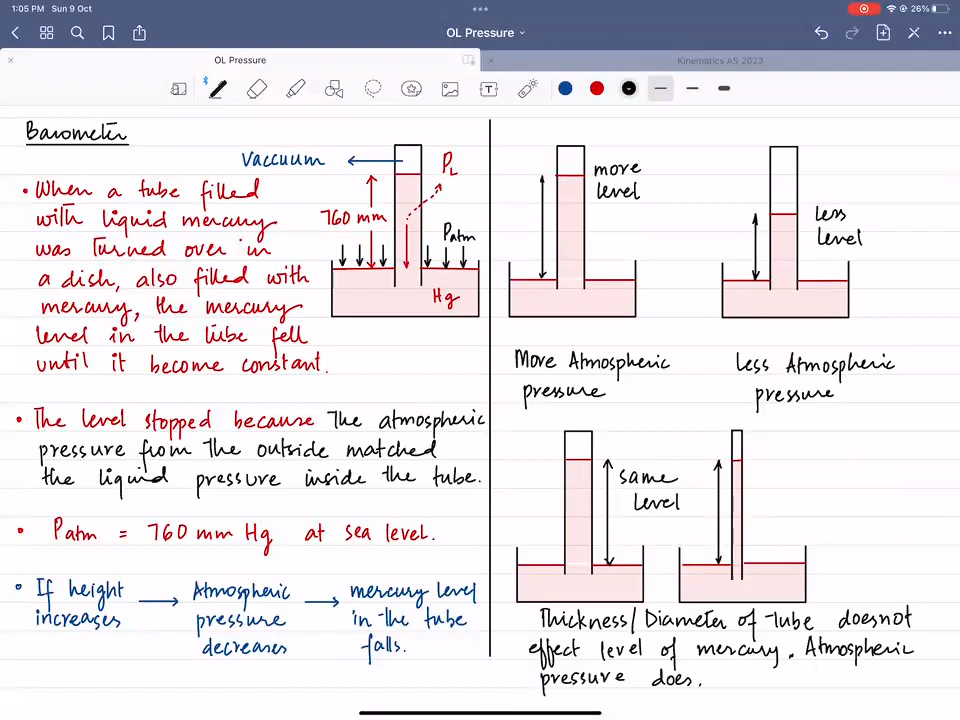 1:05 PM Sun 9 Oct
26%
OL Pressure
OL Pressure
Kinematics AS 2023
T
Barometer
Vaccuum
PL
760 mm
Patm
Hg
• When a tube filled
with liquid mercury
was turned over in
a dish, also filled with
mercury, the mercury
level in the tube fell
until it become constant.
• The level stopped because the atmospheric
pressure from the outside matched
the liquid pressure inside the tube.
• Patm = 760 mm Hg at sea level.
• If height
increases
Atmospheric
pressure
decreases
mercury level
in the tube
falls.
more
level
less
level
More Atmospheric
pressure
Less Atmospheric
pressure
same
level
Thickness/Diameter of Tube doesnot
effect level of mercury. Atmospheric
pressure does.